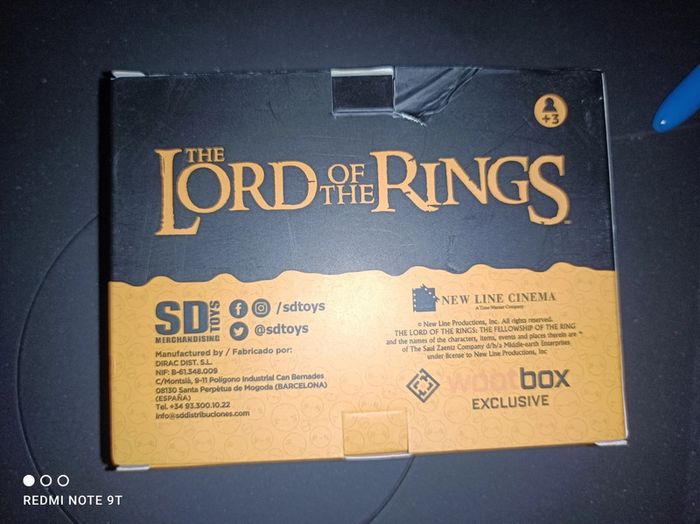 +3
THE
LORD OF THE RINGS
SD TOYS
MERCHANDISING
/sdtoys
@sdtoys
Manufactured by / Fabricado por:
DIRAC DIST. S.L.
NIF: B-61.348.009
C/Montsià, 9-11 Polígono Industrial Can Bernades
08130 Santa Perpètua de Mogoda (BARCELONA)
(ESPAÑA)
Tel. +34 93.300.10.22
info@sddistribuciones.com
NEW LINE CINEMA
A Time Warner Company
© New Line Productions, Inc. All rights reserved.
THE LORD OF THE RINGS: THE FELLOWSHIP OF THE RING
and the names of the characters, items, events and places therein are ™
of The Saul Zaentz Company d/b/a Middle-earth Enterprises
under license to New Line Productions, Inc
wootbox
EXCLUSIVE
REDMI NOTE 9T